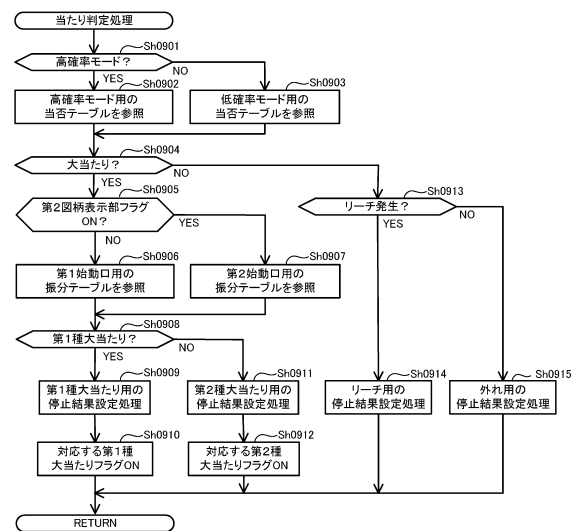 当たり判定処理
Sh0901
高確率モード？
YES
NO
Sh0902
高確率モード用の
当否テーブルを参照
Sh0903
低確率モード用の
当否テーブルを参照
Sh0904
大当たり？
YES
NO
Sh0905
第2図柄表示部フラグ
ON？
YES
NO
Sh0913
リーチ発生？
YES
NO
Sh0906
第1始動口用の
振分テーブルを参照
Sh0907
第2始動口用の
振分テーブルを参照
Sh0908
第1種大当たり？
YES
NO
Sh0909
第1種大当たり用の
停止結果設定処理
Sh0911
第2種大当たり用の
停止結果設定処理
Sh0914
リーチ用の
停止結果設定処理
Sh0915
外れ用の
停止結果設定処理
Sh0910
対応する第1種
大当たりフラグON
Sh0912
対応する第2種
大当たりフラグON
RETURN